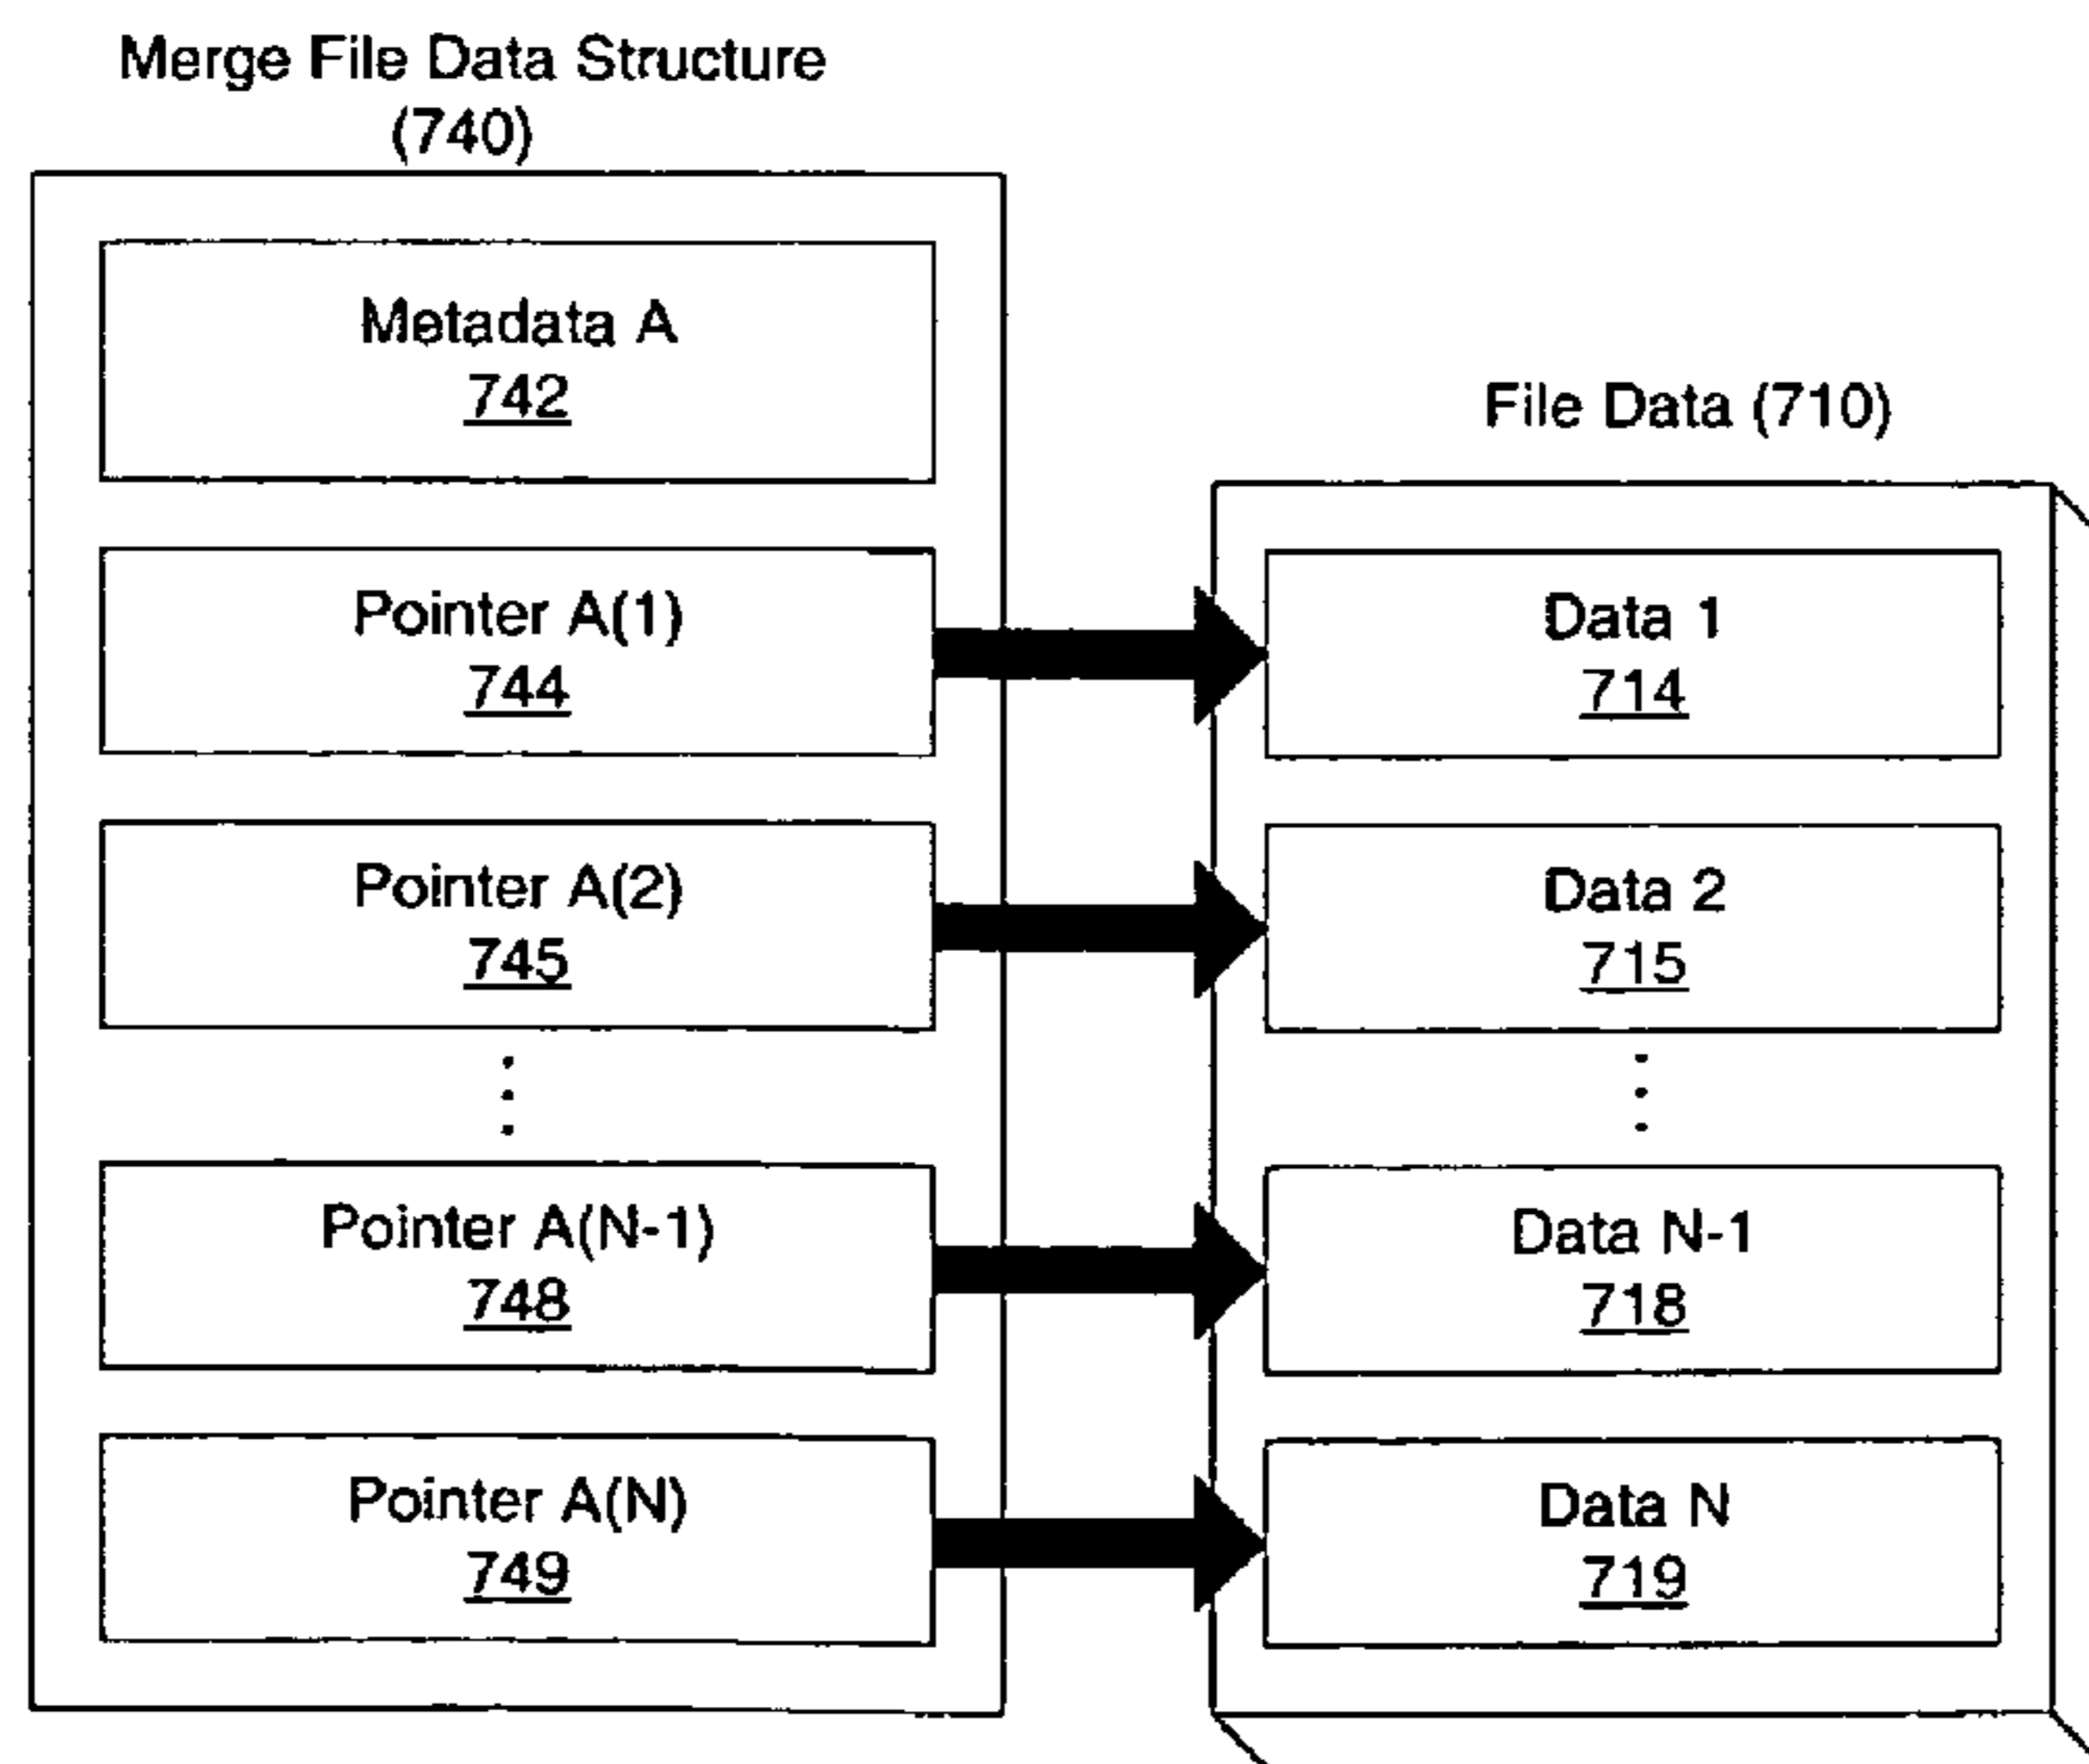 Merge File Data Structure
(740)
Metadata A
742
Pointer A(1)
744
Pointer A(2)
745
Pointer A(N-1)
748
Pointer A(N)
749
File Data (710)
Data 1
714
Data 2
715
Data N-1
718
Data N
719